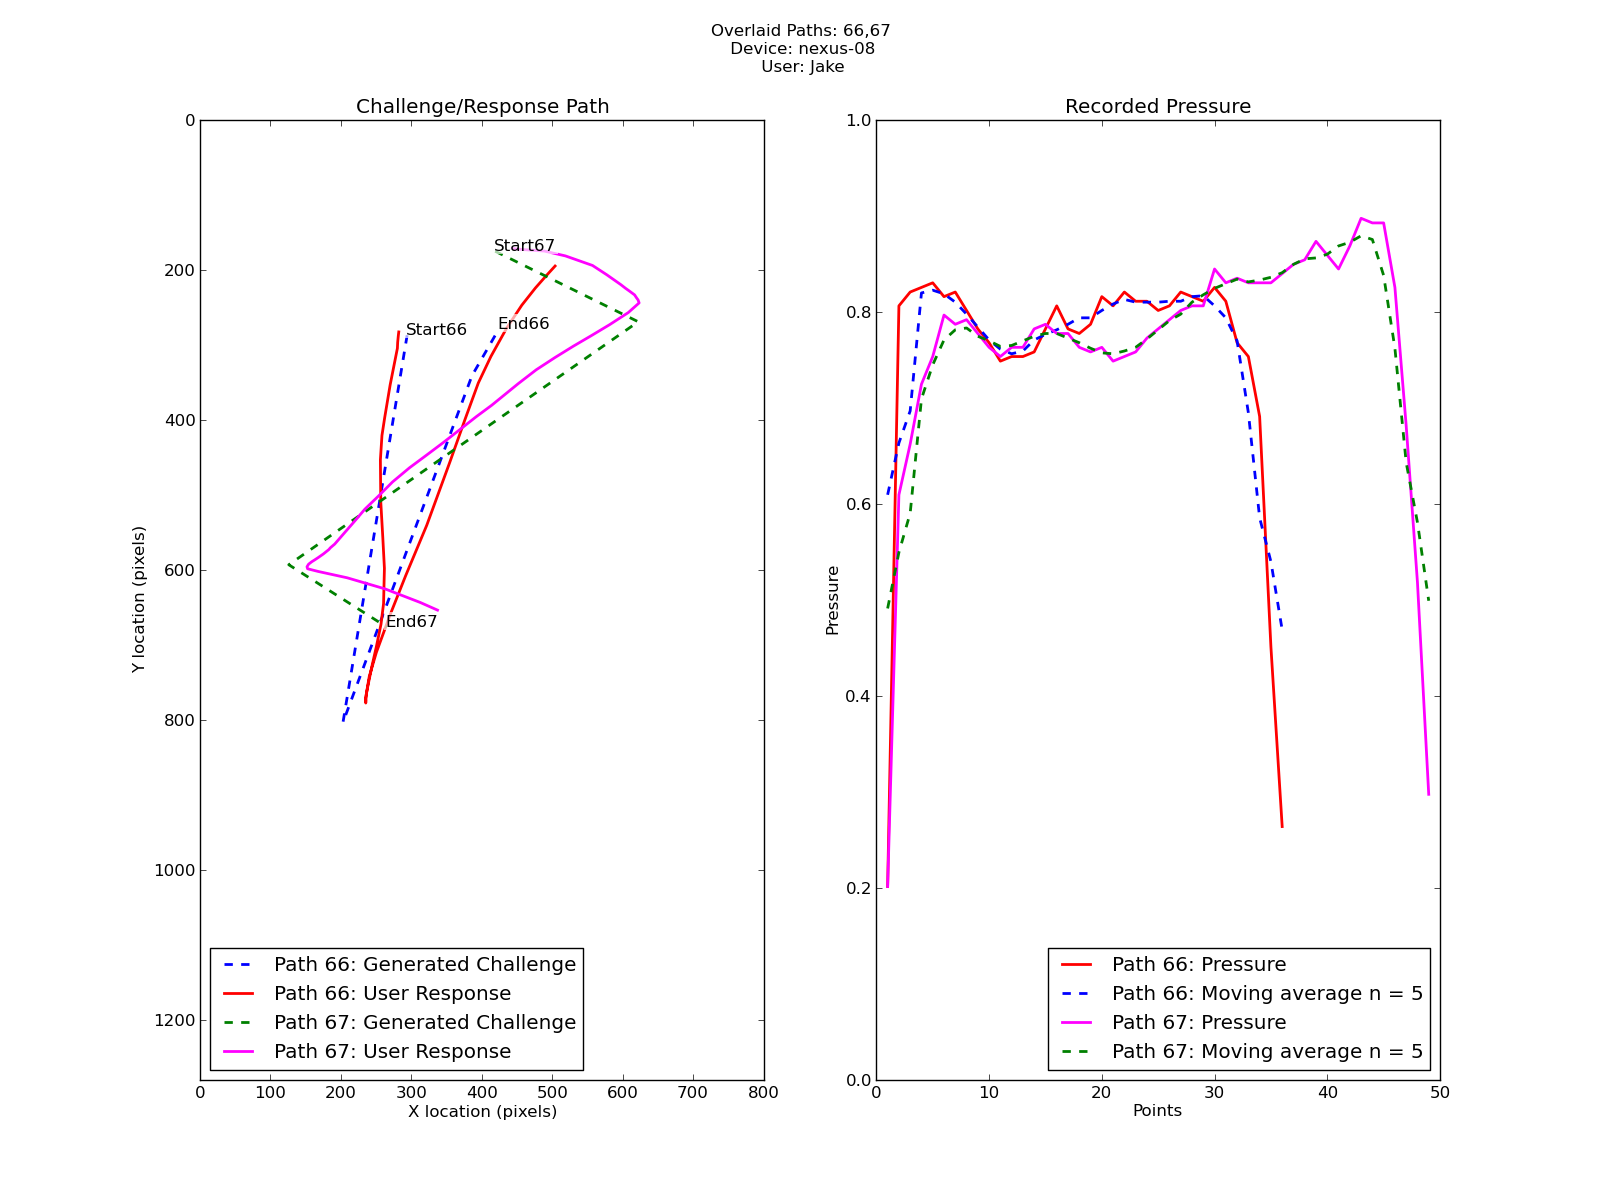 Overlaid Paths: 66,67
Device: nexus-08
User: Jake
Challenge/Response Path
0
200
400
600
800
1000
1200
Y location (pixels)
Start67
End66
Start66
End67
Path 66: Generated Challenge
Path 66: User Response
Path 67: Generated Challenge
Path 67: User Response
0 100 200 300 400 500 600 700 800
X location (pixels)
Recorded Pressure
1.0
0.8
0.6
0.4
0.2
0.0
Pressure
Path 66: Pressure
Path 66: Moving average n = 5
Path 67: Pressure
Path 67: Moving average n = 5
0 10 20 30 40 50
Points